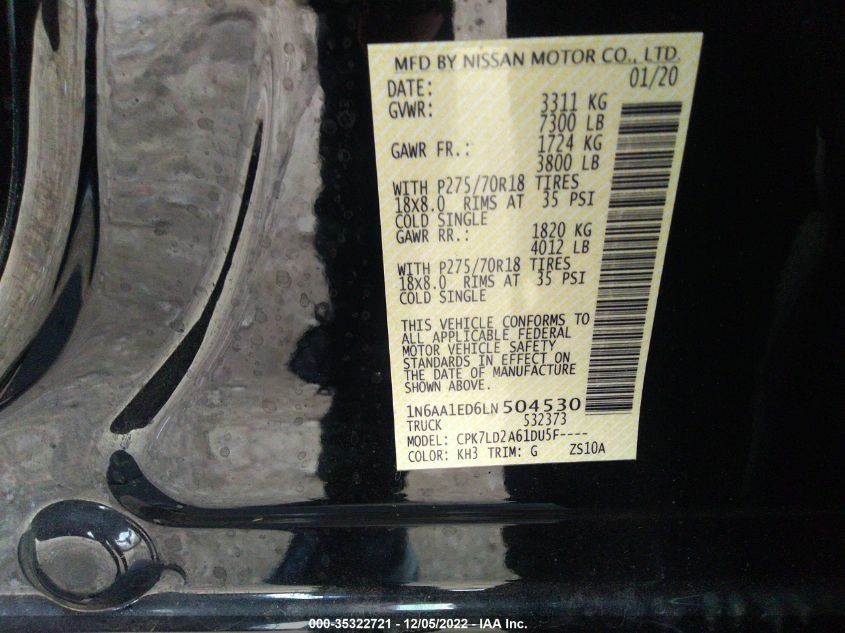 MFD BY NISSAN MOTOR CO., LTD.
DATE: 01/20
GVWR: 3311 KG
7300 LB
GAWR FR.: 1724 KG
3800 LB
WITH P275/70R18 TIRES
18X8.0 RIMS AT 35 PSI
COLD SINGLE
GAWR RR.: 1820 KG
4012 LB
WITH P275/70R18 TIRES
18X8.0 RIMS AT 35 PSI
COLD SINGLE
THIS VEHICLE CONFORMS TO
ALL APPLICABLE FEDERAL
MOTOR VEHICLE SAFETY
STANDARDS IN EFFECT ON
THE DATE OF MANUFACTURE
SHOWN ABOVE.
1N6AA1ED6LN504530
TRUCK 532373
MODEL: CPK7LD2A61DU5F----
COLOR: KH3 TRIM: G ZS10A
000-35322721 - 12/05/2022 - IAA Inc.